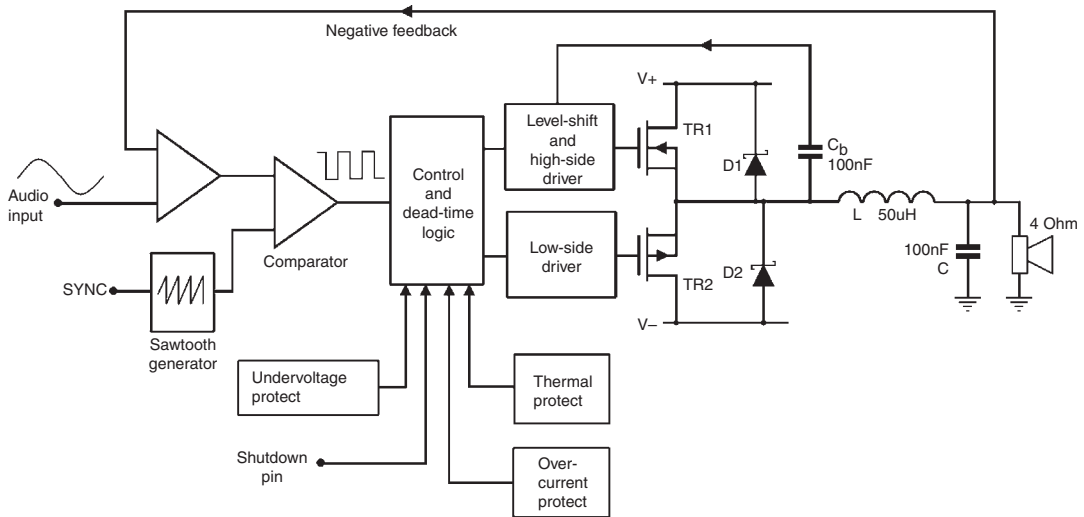 Negative feedback
Audio
input
SYNC
Sawtooth
generator
Comparator
Control
and
dead-time
logic
Level-shift
and
high-side
driver
Low-side
driver
V+
TR1
D1
Cb
100nF
L 50uH
TR2
D2
V–
100nF
C
4 Ohm
Undervoltage
protect
Thermal
protect
Shutdown
pin
Over-
current
protect